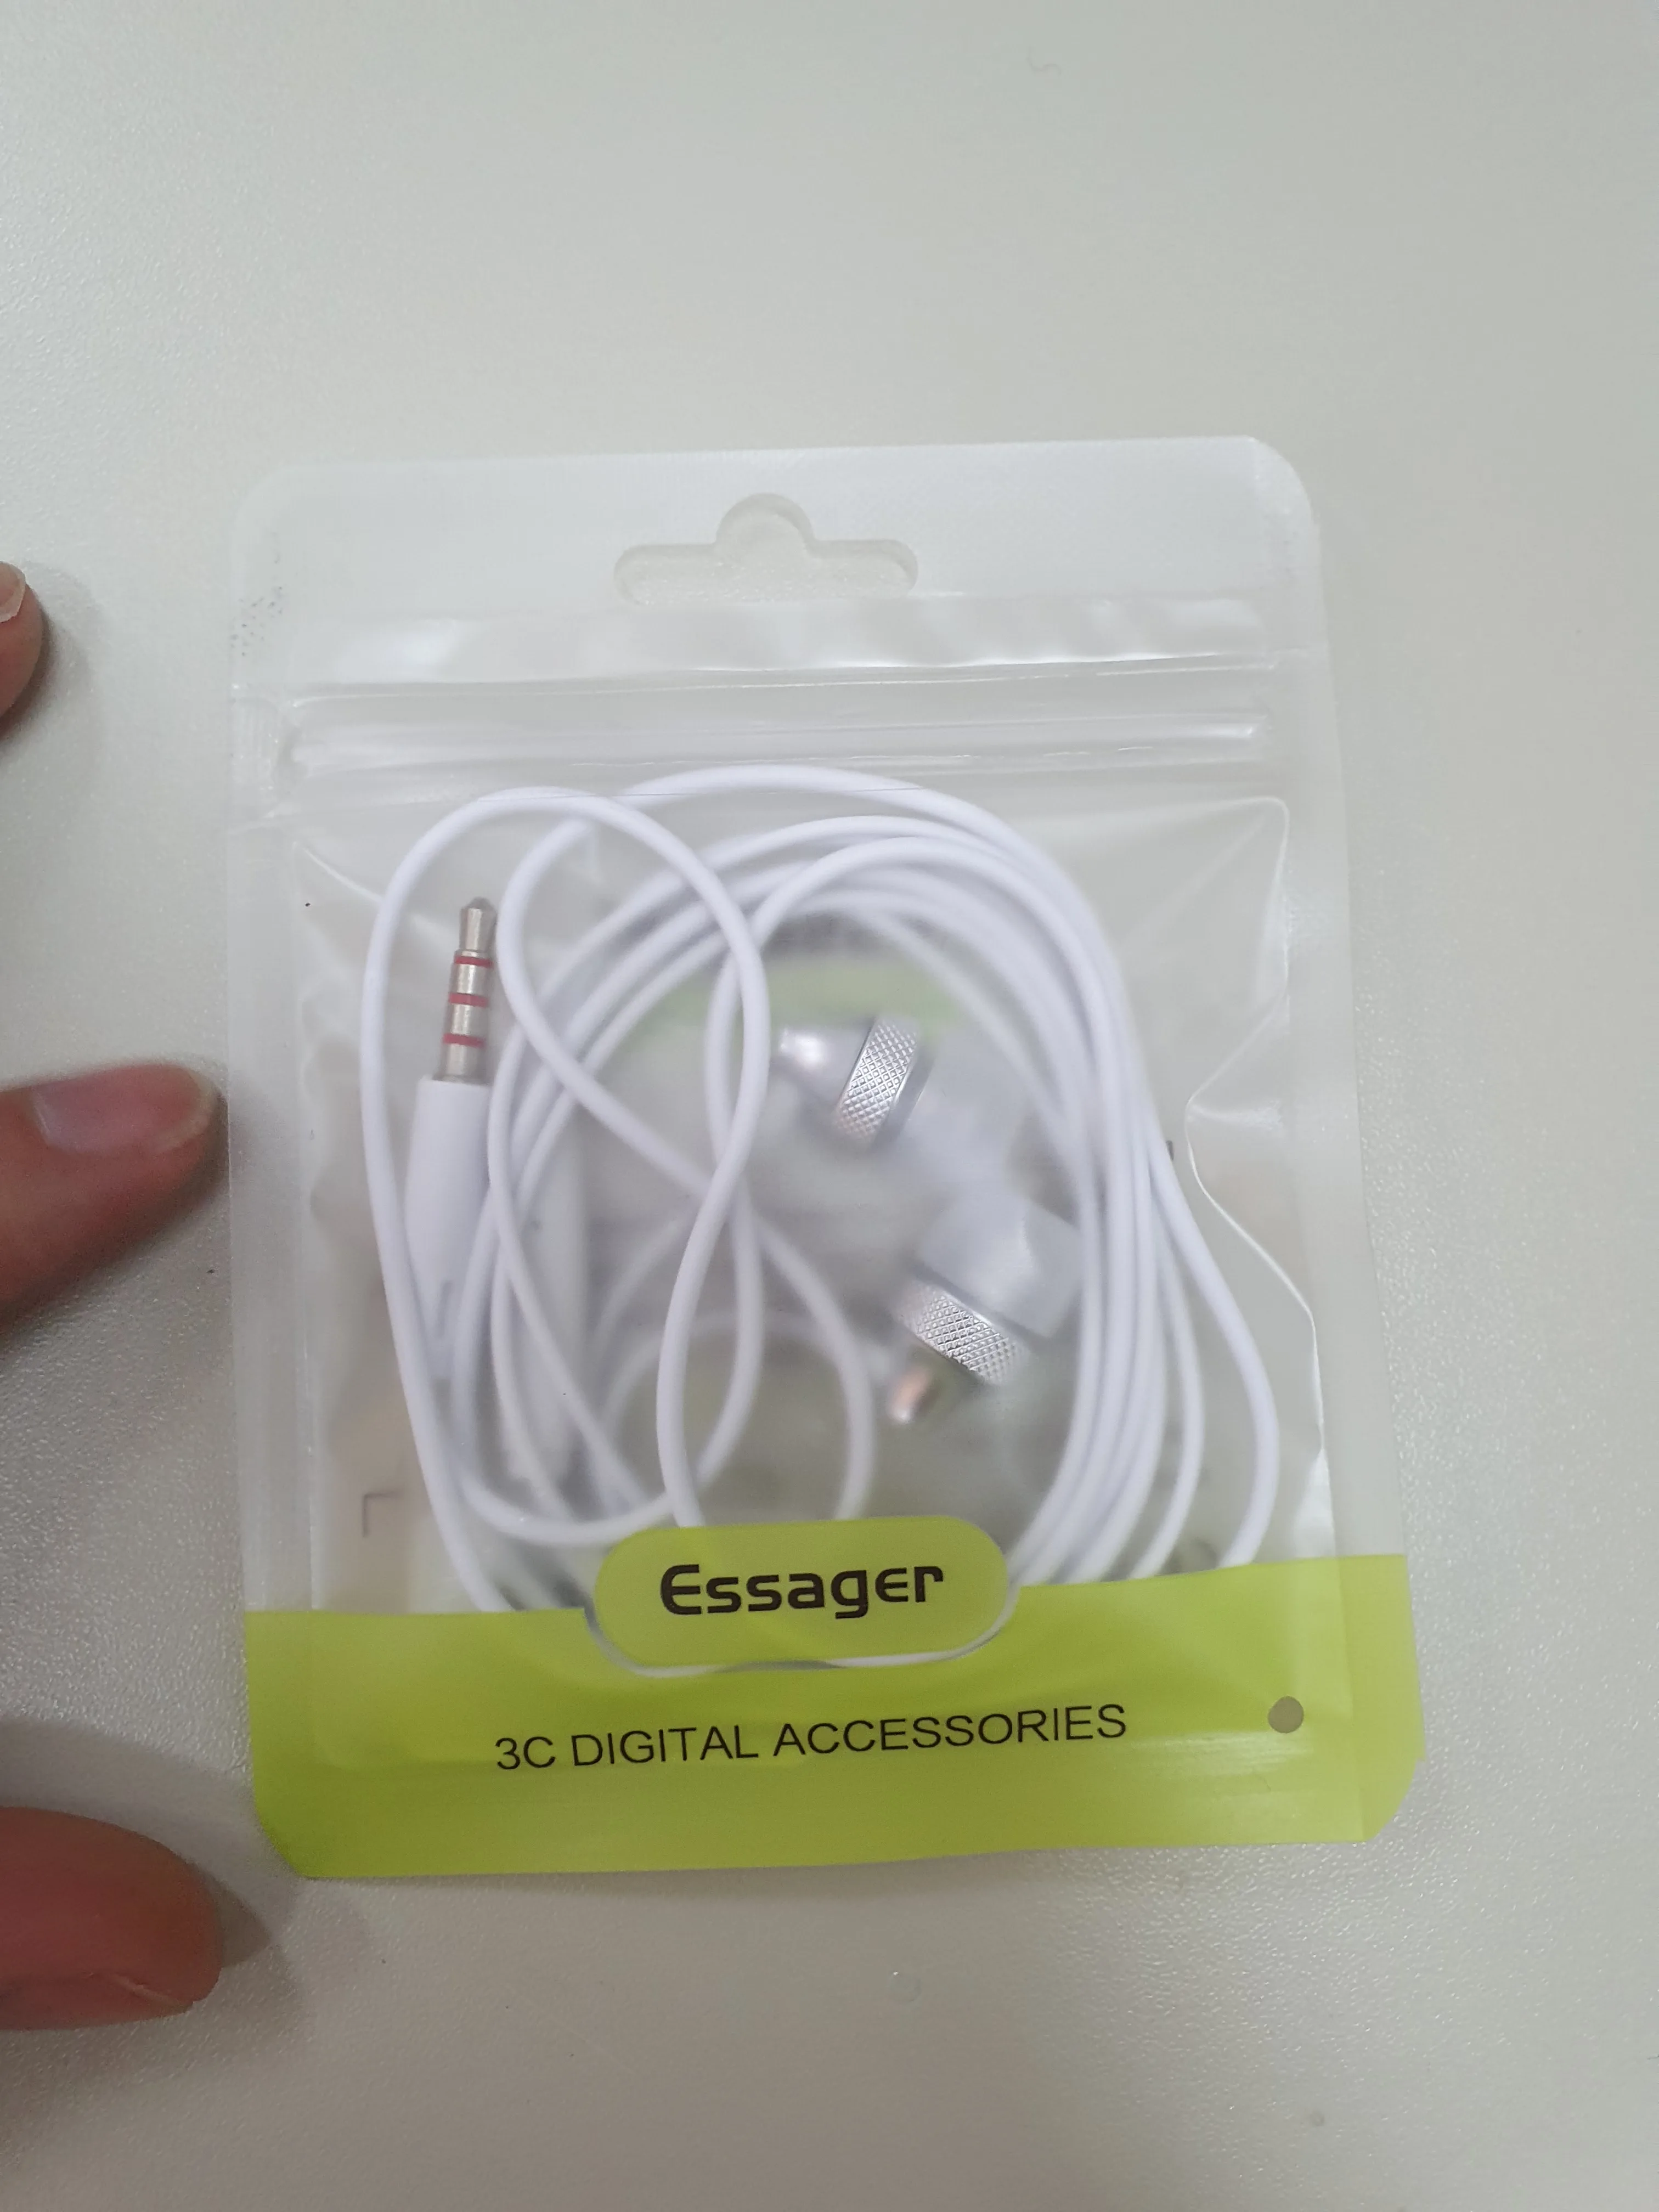 Essager
3C DIGITAL ACCESSORIES